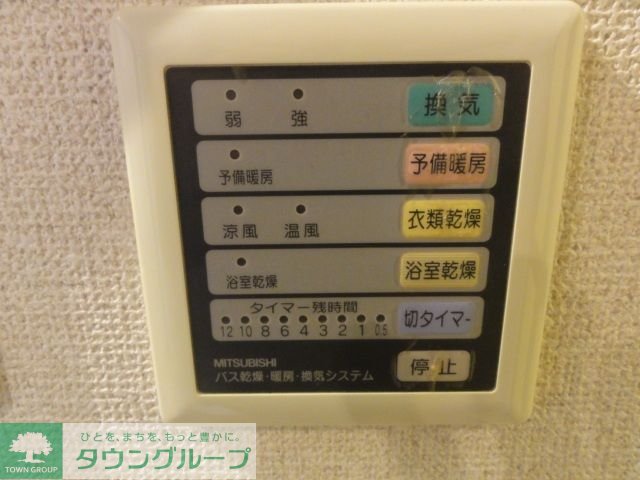 弱 強 換気
予備暖房 予備暖房
涼風 温風 衣類乾燥
浴室乾燥 浴室乾燥
タイマー残時間
12 10 8 6 4 3 2 1 0.5 切タイマー
MITSUBISHI
バス乾燥・暖房・換気システム 停止
ひとを、まちを、もっと豊かに。
TOWN GROUP タウングループ